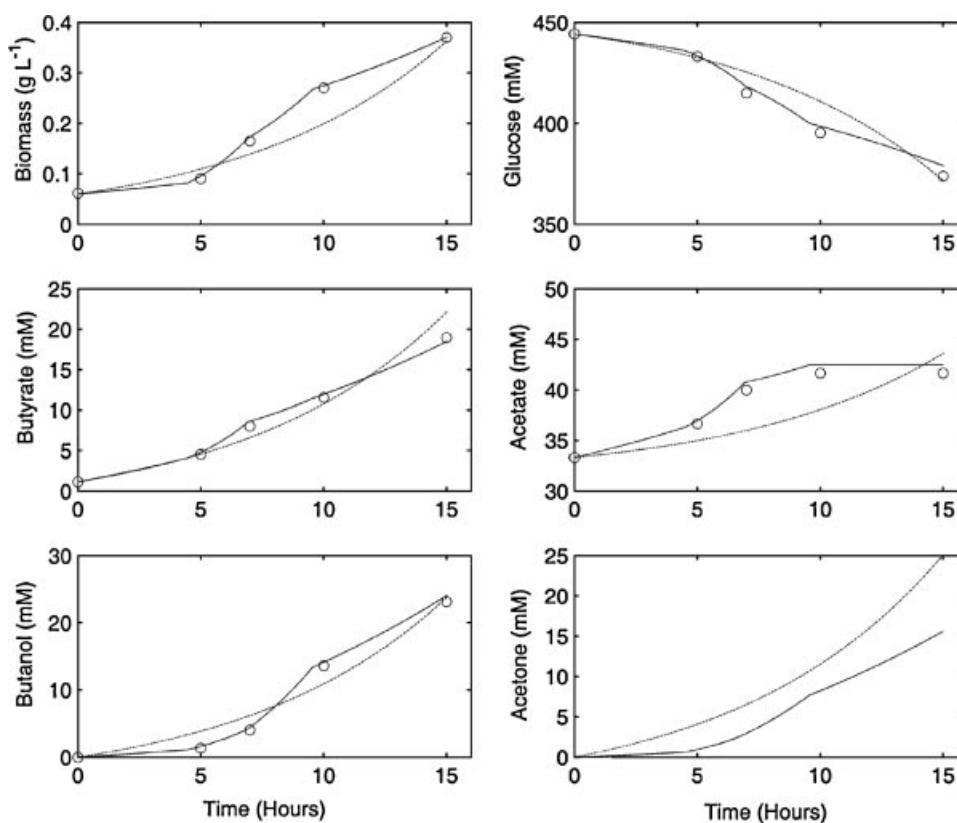 0.4
0.3
0.2
0.1
0
0 5 10 15
Biomass (g L⁻¹)
450
400
350
0 5 10 15
Glucose (mM)
25
20
15
10
5
0
0 5 10 15
Butyrate (mM)
50
45
40
35
30
0 5 10 15
Acetate (mM)
30
20
10
0
0 5 10 15
Butanol (mM)
Time (Hours)
25
20
15
10
5
0
0 5 10 15
Acetone (mM)
Time (Hours)